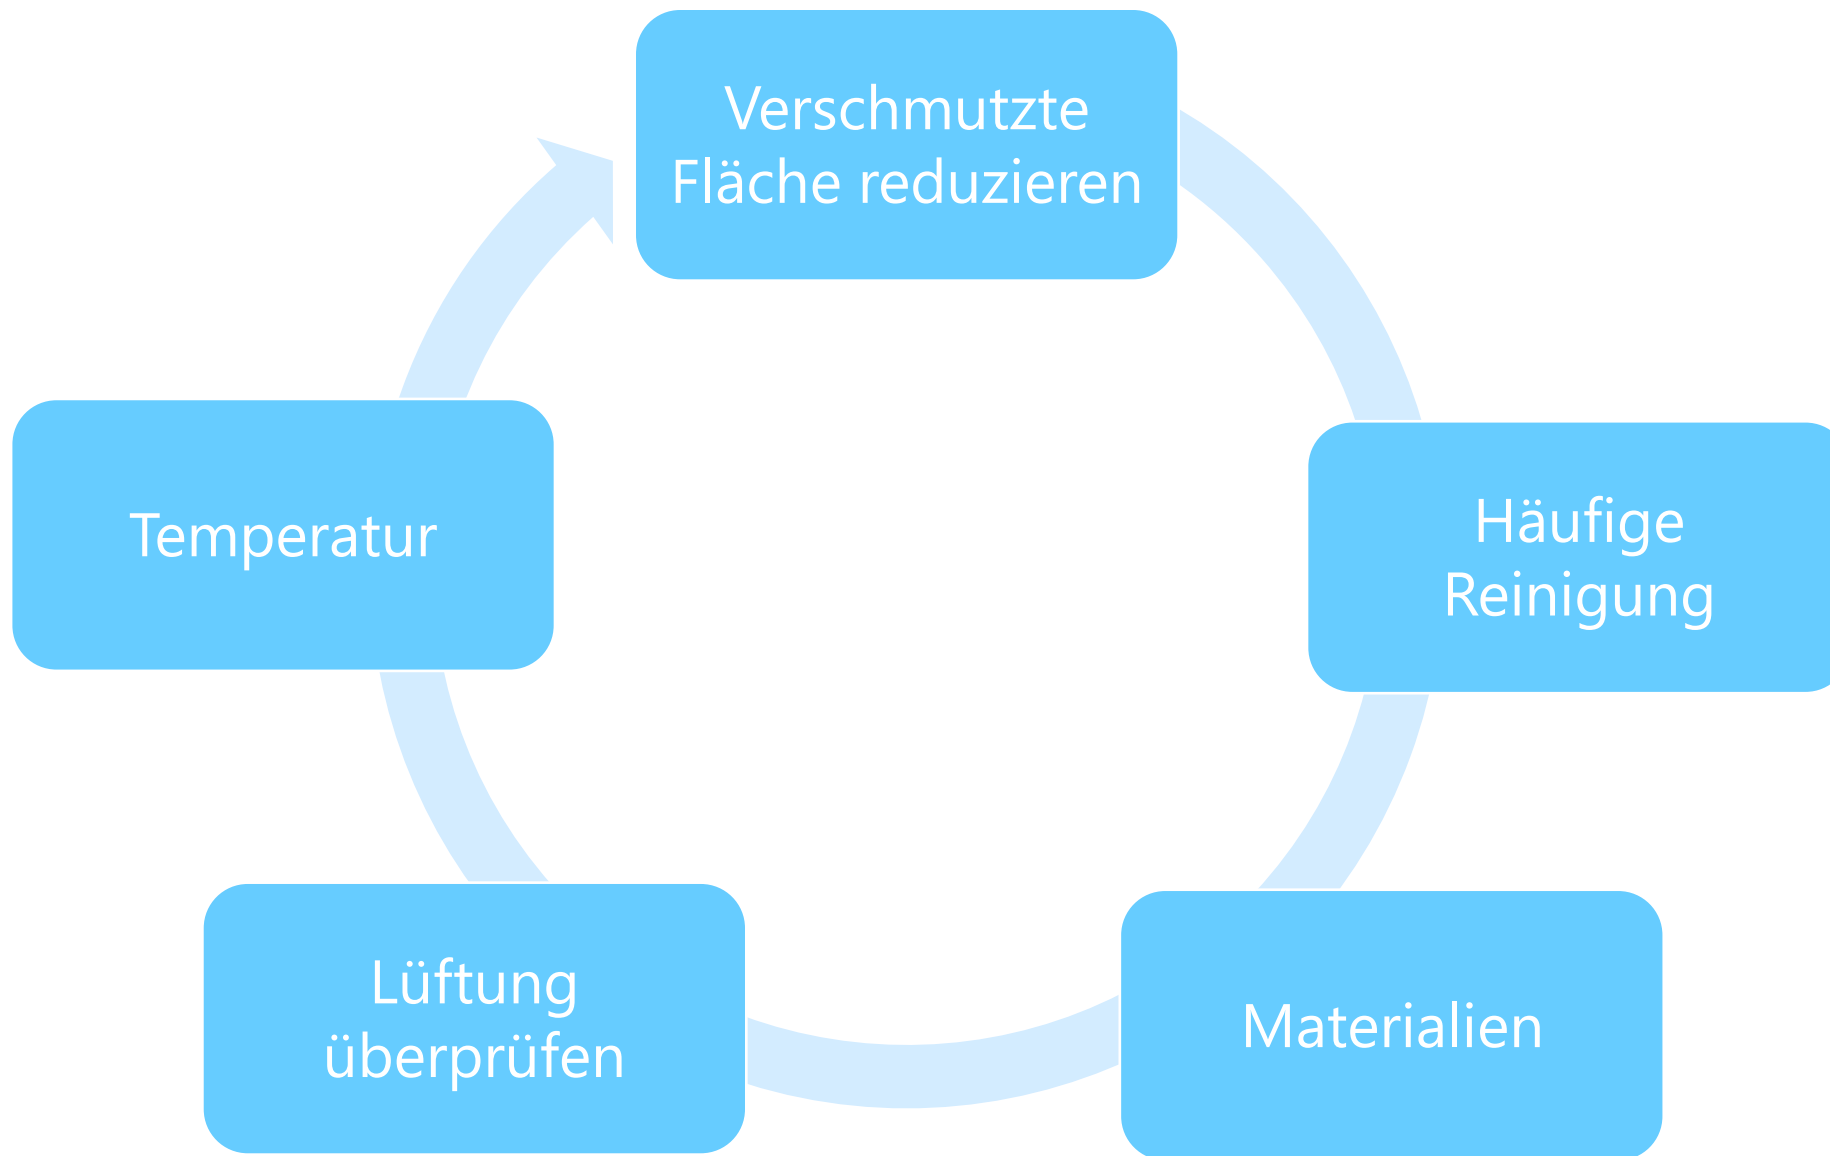 Verschmutzte
Fläche reduzieren
Häufige
Reinigung
Materialien
Lüftung
überprüfen
Temperatur